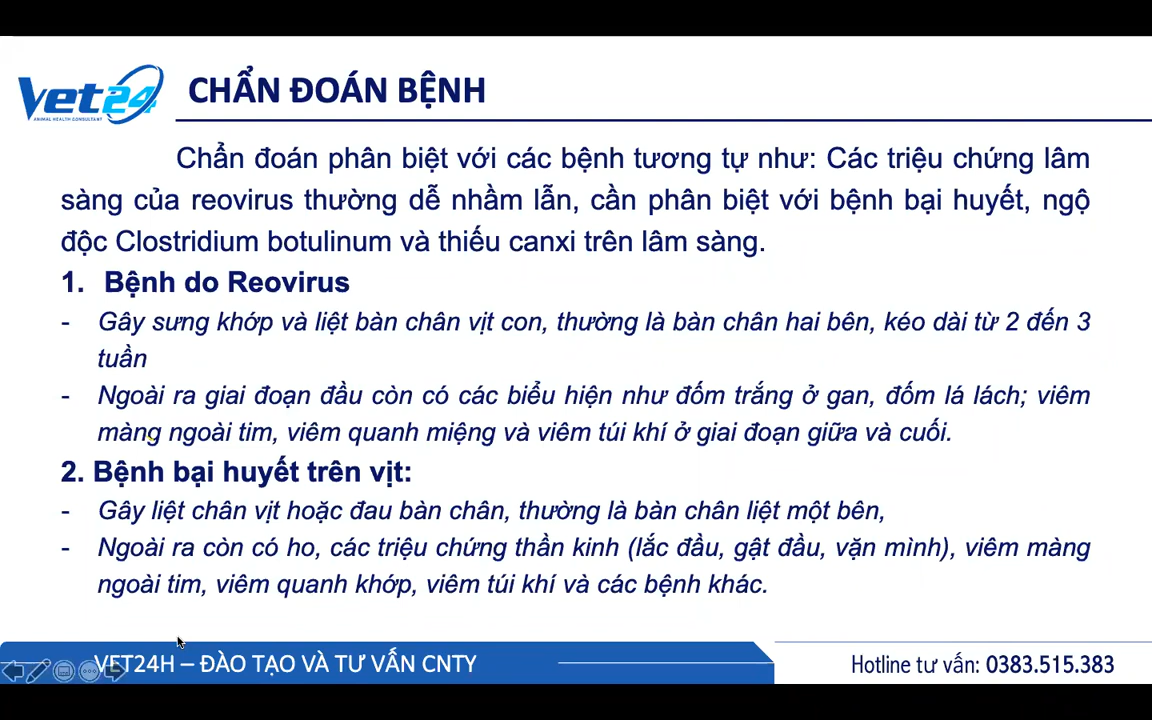 Vet24
ANIMAL HEALTH CONSULTANT
CHẨN ĐOÁN BỆNH
Chẩn đoán phân biệt với các bệnh tương tự như: Các triệu chứng lâm
sàng của reovirus thường dễ nhầm lẫn, cần phân biệt với bệnh bại huyết, ngộ
độc Clostridium botulinum và thiếu canxi trên lâm sàng.
1. Bệnh do Reovirus
- Gây sưng khớp và liệt bàn chân vịt con, thường là bàn chân hai bên, kéo dài từ 2 đến 3
tuần
- Ngoài ra giai đoạn đầu còn có các biểu hiện như đốm trắng ở gan, đốm lá lách; viêm
màng ngoài tim, viêm quanh miệng và viêm túi khí ở giai đoạn giữa và cuối.
2. Bệnh bại huyết trên vịt:
- Gây liệt chân vịt hoặc đau bàn chân, thường là bàn chân liệt một bên,
- Ngoài ra còn có ho, các triệu chứng thần kinh (lắc đầu, gật đầu, vặn mình), viêm màng
ngoài tim, viêm quanh khớp, viêm túi khí và các bệnh khác.
VET24H – ĐÀO TẠO VÀ TƯ VẤN CNTY
Hotline tư vấn: 0383.515.383